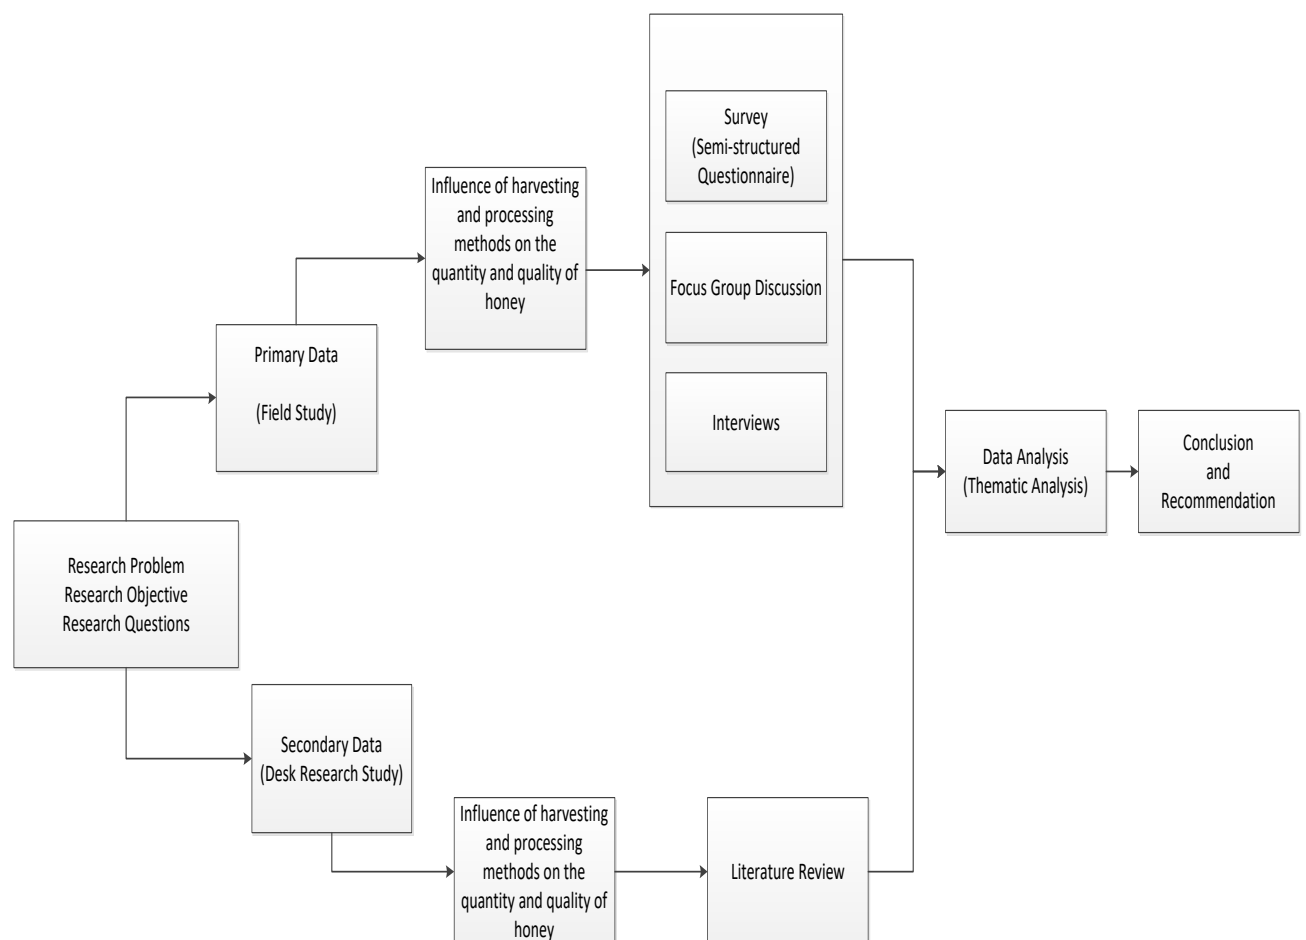 Survey
(Semi-structured
Questionnaire)
Influence of harvesting
and processing
methods on the
quantity and quality of
honey
Focus Group Discussion
Primary Data
(Field Study)
Interviews
Data Analysis
(Thematic Analysis)
Conclusion
and
Recommendation
Research Problem
Research Objective
Research Questions
Secondary Data
(Desk Research Study)
Influence of harvesting
and processing
methods on the
quantity and quality of
honey
Literature Review